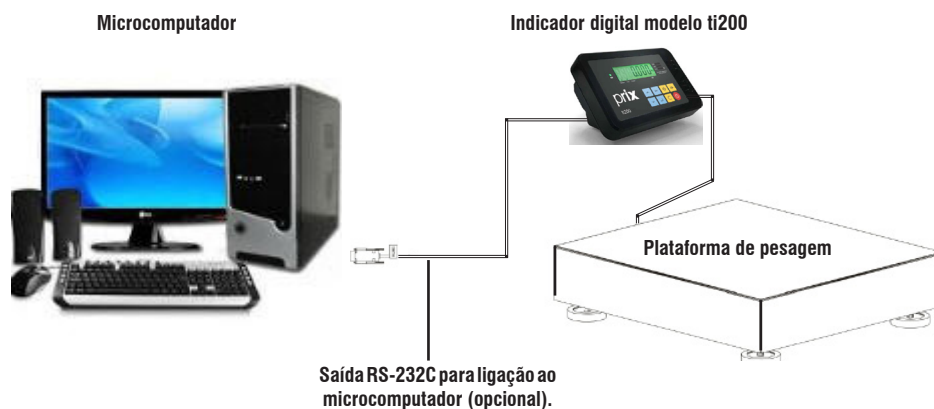 Microcomputador
Indicador digital modelo ti200
prix
Plataforma de pesagem
Saída RS-232C para ligação ao
microcomputador (opcional).